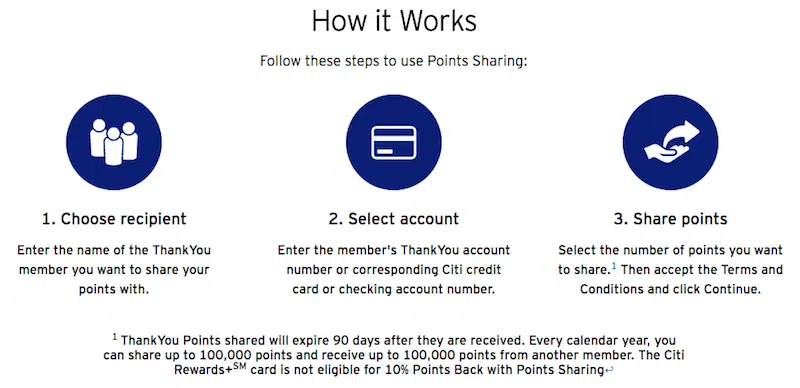 How it Works
Follow these steps to use Points Sharing:
1. Choose recipient
Enter the name of the ThankYou
member you want to share your
points with.
2. Select account
Enter the member's ThankYou account
number or corresponding Citi credit
card or checking account number.
3. Share points
Select the number of points you want
to share.¹ Then accept the Terms and
Conditions and click Continue.
¹ ThankYou Points shared will expire 90 days after they are received. Every calendar year, you
can share up to 100,000 points and receive up to 100,000 points from another member. The Citi
Rewards+℠ card is not eligible for 10% Points Back with Points Sharing↩